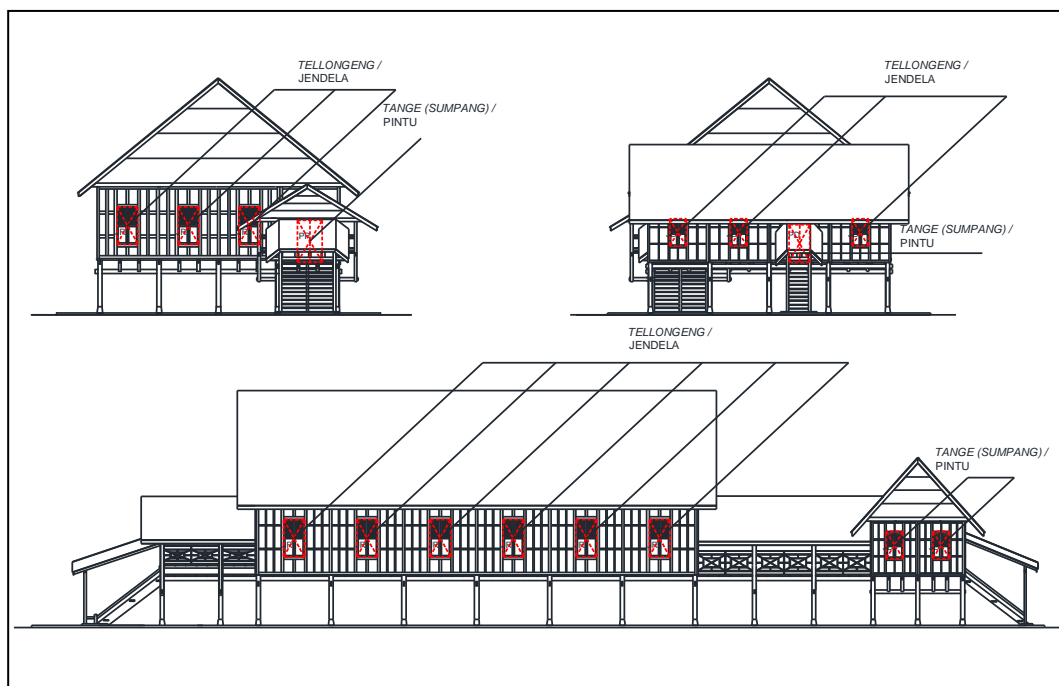 TELLONGENG /
JENDELA
TANGE (SUMPANG) /
PINTU
TELLONGENG /
JENDELA
TANGE (SUMPANG) /
PINTU
TELLONGENG /
JENDELA
TANGE (SUMPANG) /
PINTU